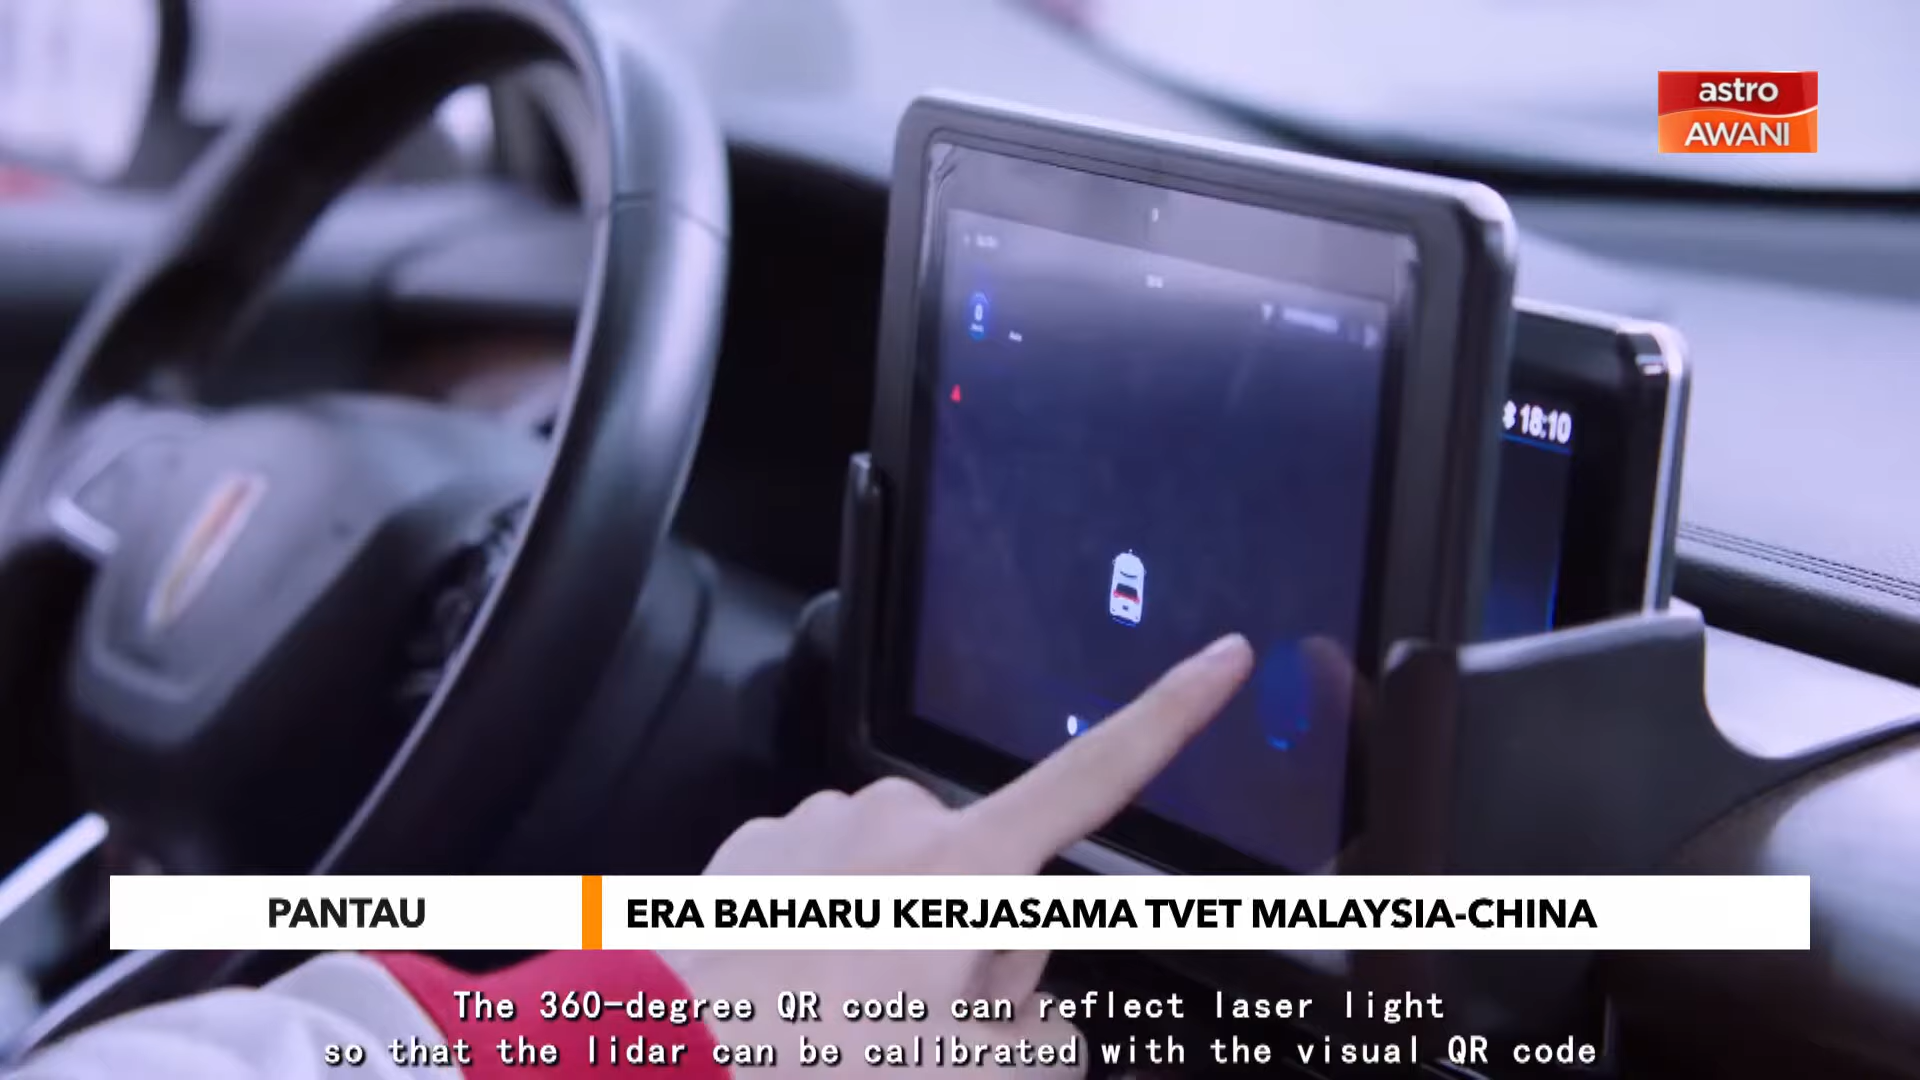 astro
AWANI
18:10
PANTAU
ERA BAHARU KERJASAMA TVET MALAYSIA-CHINA
The 360-degree QR code can reflect laser light
so that the lidar can be calibrated with the visual QR code